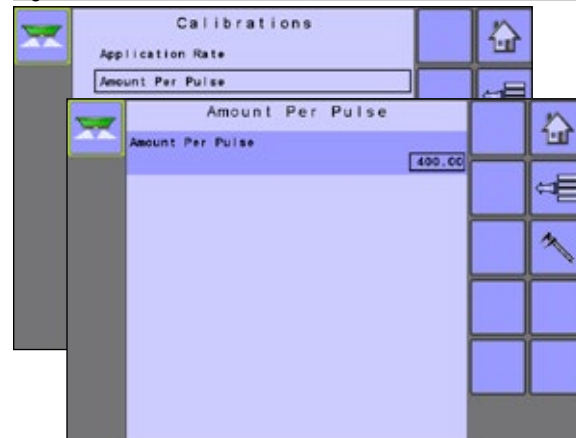 Calibrations
Application Rate
Amount Per Pulse
Amount Per Pulse
Amount Per Pulse
400.00